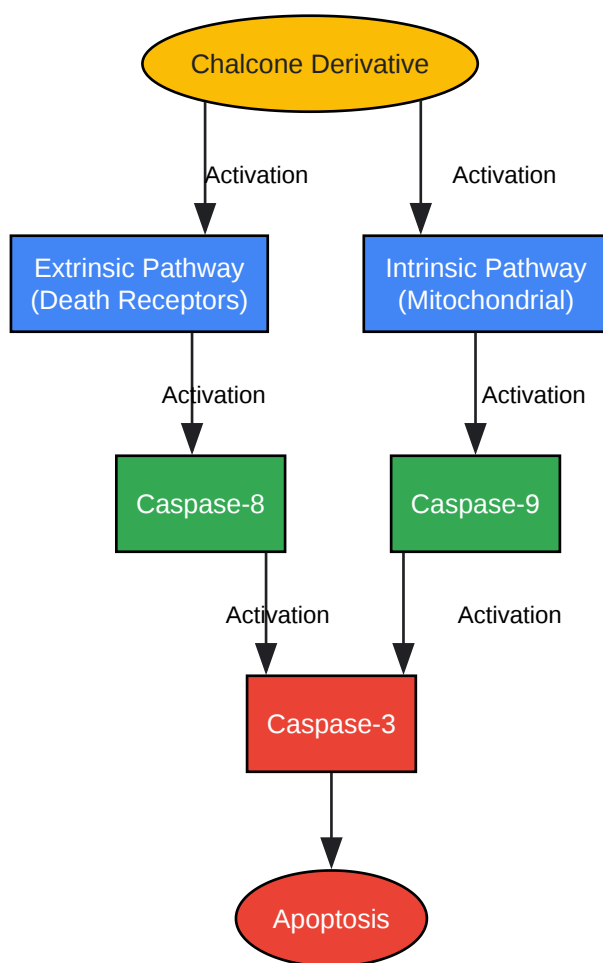 Chalcone Derivative
Activation
Activation
Extrinsic Pathway
(Death Receptors)
Intrinsic Pathway
(Mitochondrial)
Activation
Activation
Caspase-8
Caspase-9
Activation
Activation
Caspase-3
Apoptosis